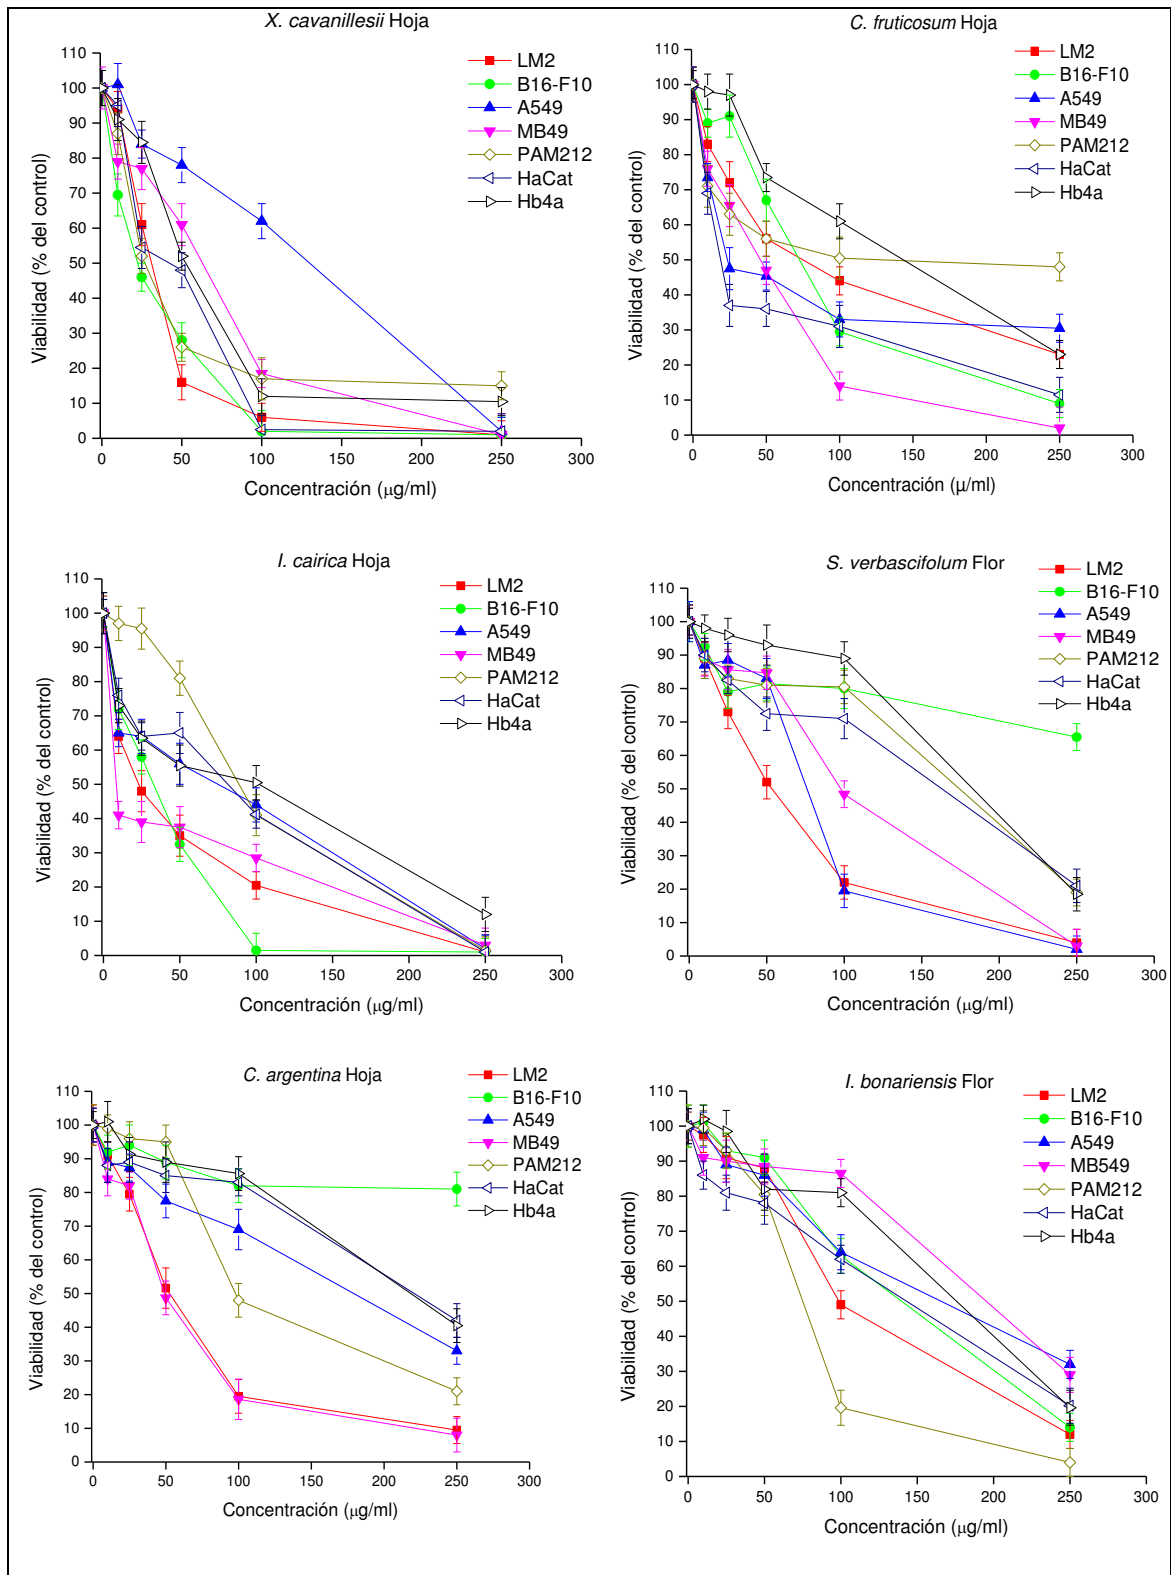 X. cavanillesii Hoja
LM2
B16-F10
A549
MB49
PAM212
HaCat
Hb4a
110
100
90
80
70
60
50
40
30
20
10
0
0 50 100 150 200 250 300
Viabilidad (% del control)
Concentración (µg/ml)
C. fruticosum Hoja
LM2
B16-F10
A549
MB49
PAM212
HaCat
Hb4a
110
100
90
80
70
60
50
40
30
20
10
0
0 50 100 150 200 250 300
Viabilidad (% del control)
Concentración (µ/ml)
I. cairica Hoja
LM2
B16-F10
A549
MB49
PAM212
HaCat
Hb4a
110
100
90
80
70
60
50
40
30
20
10
0
0 50 100 150 200 250 300
Viabilidad (% del control)
Concentración (µg/ml)
S. verbascifolum Flor
LM2
B16-F10
A549
MB49
PAM212
HaCat
Hb4a
110
100
90
80
70
60
50
40
30
20
10
0
0 50 100 150 200 250 300
Viabilidad (% del control)
Concentración (µg/ml)
C. argentina Hoja
LM2
B16-F10
A549
MB49
PAM212
HaCat
Hb4a
110
100
90
80
70
60
50
40
30
20
10
0
0 50 100 150 200 250 300
Viabilidad (% del control)
Concentración (µg/ml)
I. bonariensis Flor
LM2
B16-F10
A549
MB549
PAM212
HaCat
Hb4a
110
100
90
80
70
60
50
40
30
20
10
0
0 50 100 150 200 250 300
Viabilidad (% del control)
Concentración (µg/ml)